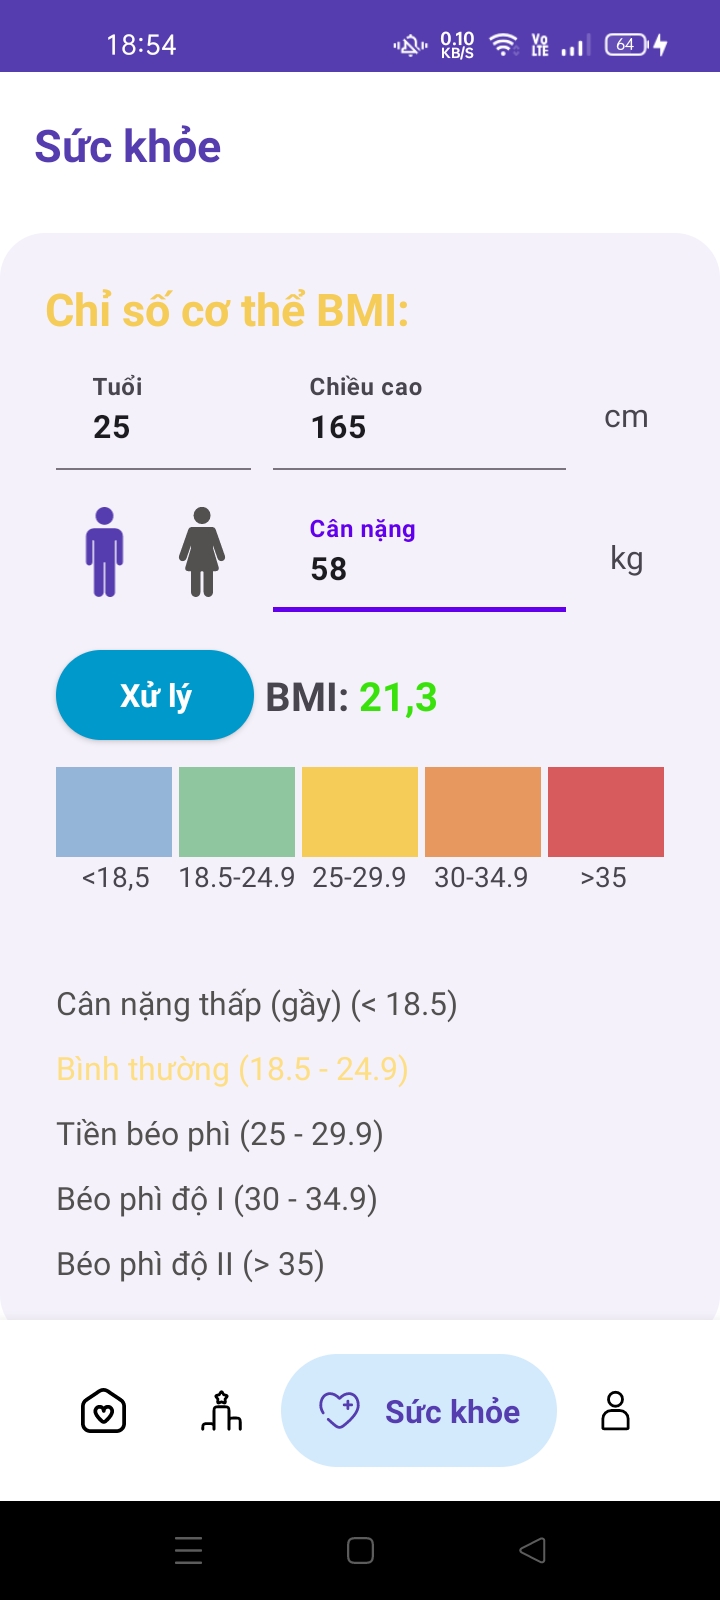 18:54
0.10
KB/S
Vo
LTE
64
Sức khỏe
Chỉ số cơ thể BMI:
Tuổi
25
Chiều cao
165
cm
Cân nặng
58
kg
Xử lý
BMI: 21,3
<18,5 18.5-24.9 25-29.9 30-34.9 >35
Cân nặng thấp (gầy) (< 18.5)
Bình thường (18.5 - 24.9)
Tiền béo phì (25 - 29.9)
Béo phì độ I (30 - 34.9)
Béo phì độ II (> 35)
Sức khỏe